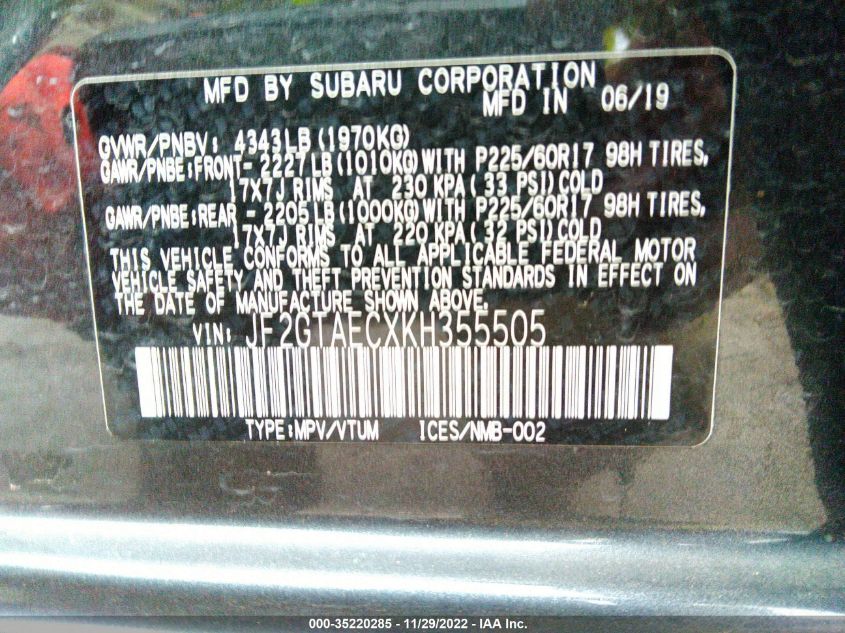 MFD BY SUBARU CORPORATION
MFD IN 06/19
GVWR/PNBV: 4343LB(1970KG)
GAWR/PNBE:FRONT- 2227LB(1010KG)WITH P225/60R17 98H TIRES,
17X7J RIMS AT 230 KPA(33 PSI)COLD
GAWR/PNBE:REAR - 2205LB(1000KG)WITH P225/60R17 98H TIRES,
17X7J RIMS AT 220 KPA(32 PSI)COLD
THIS VEHICLE CONFORMS TO ALL APPLICABLE FEDERAL MOTOR
VEHICLE SAFETY AND THEFT PREVENTION STANDARDS IN EFFECT ON
THE DATE OF MANUFACTURE SHOWN ABOVE.
VIN: JF2GTAECXKH355505
TYPE:MPV/VTUM ICES/NMB-002
000-35220285 - 11/29/2022 - IAA Inc.